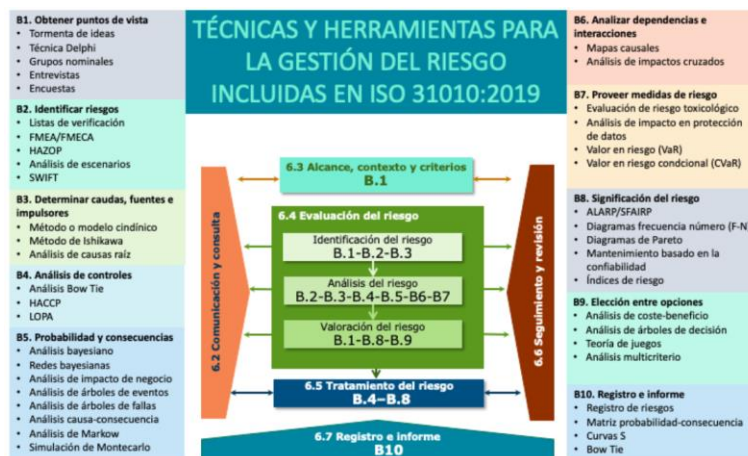 B1. Obtener puntos de vista
• Tormenta de ideas
• Técnica Delphi
• Grupos nominales
• Entrevistas
• Encuestas
B2. Identificar riesgos
• Listas de verificación
• FMEA/FMECA
• HAZOP
• Análisis de escenarios
• SWIFT
B3. Determinar caudas, fuentes e
impulsores
• Método o modelo cindínico
• Método de Ishikawa
• Análisis de causas raíz
B4. Análisis de controles
• Análisis Bow Tie
• HACCP
• LOPA
B5. Probabilidad y consecuencias
• Análisis bayesiano
• Redes bayesianas
• Análisis de impacto de negocio
• Análisis de árboles de eventos
• Análisis de árboles de fallas
• Análisis causa-consecuencia
• Análisis de Markow
• Simulación de Montecarlo
TÉCNICAS Y HERRAMIENTAS PARA
LA GESTIÓN DEL RIESGO
INCLUIDAS EN ISO 31010:2019
6.3 Alcance, contexto y criterios
B.1
6.2 Comunicación y consulta
6.4 Evaluación del riesgo
Identificación del riesgo
B.1-B.2-B.3
Análisis del riesgo
B.2-B.3-B.4-B.5-B6-B7
Valoración del riesgo
B.1-B.8-B.9
6.6 Seguimiento y revisión
6.5 Tratamiento del riesgo
B.4–B.8
6.7 Registro e informe
B10
B6. Analizar dependencias e
interacciones
• Mapas causales
• Análisis de impactos cruzados
B7. Proveer medidas de riesgo
• Evaluación de riesgo toxicológico
• Análisis de impacto en protección
de datos
• Valor en riesgo (VaR)
• Valor en riesgo condcional (CVaR)
B8. Significación del riesgo
• ALARP/SFAIRP
• Diagramas frecuencia número (F-N)
• Diagramas de Pareto
• Mantenimiento basado en la
confiabilidad
• Índices de riesgo
B9. Elección entre opciones
• Análisis de coste-beneficio
• Análisis de árboles de decisión
• Teoría de juegos
• Análisis multicriterio
B10. Registro e informe
• Registro de riesgos
• Matriz probabilidad-consecuencia
• Curvas S
• Bow Tie